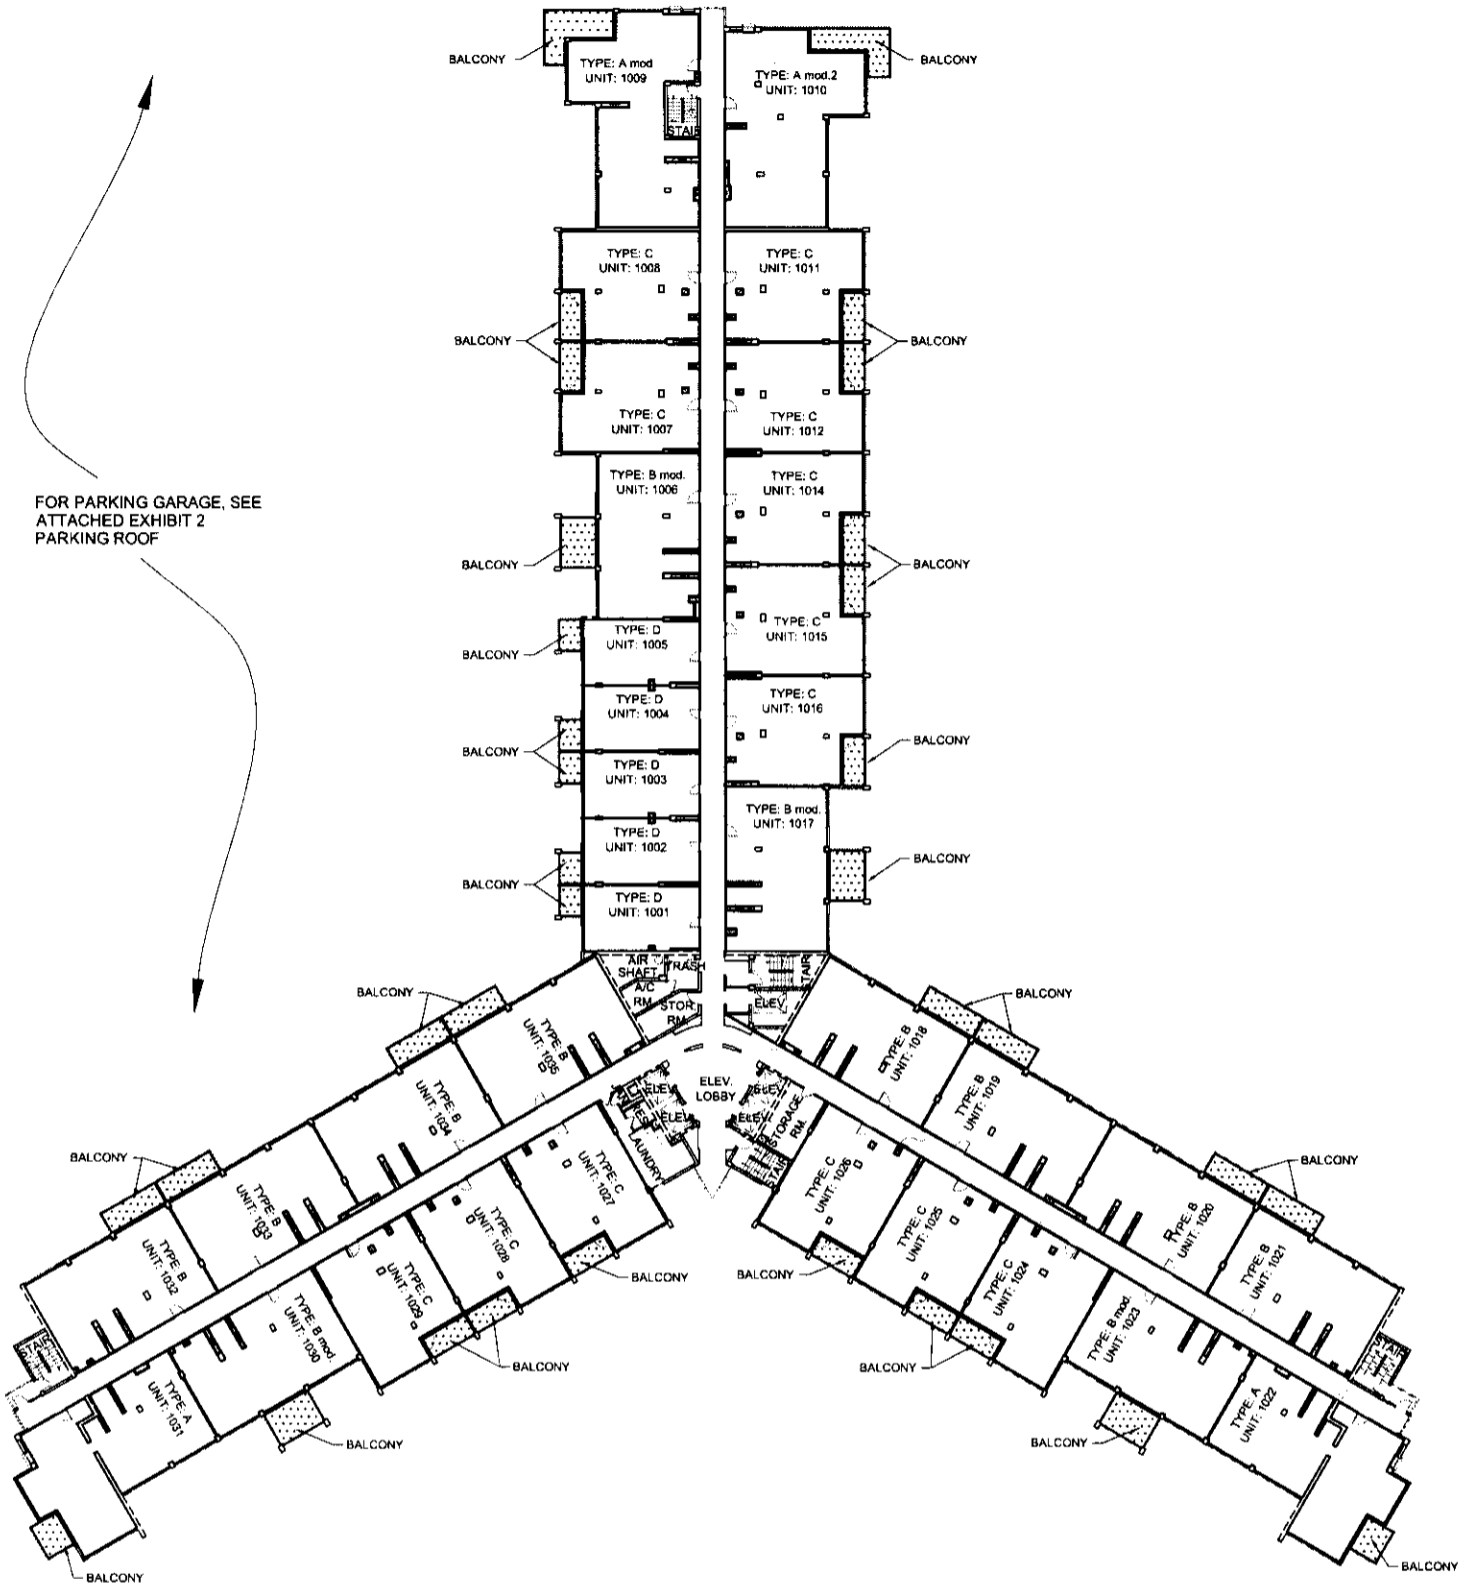 BALCONY
TYPE: A mod
UNIT: 1009
TYPE: A mod.2
UNIT: 1010
BALCONY
STAIR
TYPE: C
UNIT: 1008
TYPE: C
UNIT: 1011
BALCONY
BALCONY
TYPE: C
UNIT: 1007
TYPE: C
UNIT: 1012
TYPE: B mod.
UNIT: 1006
TYPE: C
UNIT: 1014
FOR PARKING GARAGE, SEE
ATTACHED EXHIBIT 2
PARKING ROOF
BALCONY
BALCONY
TYPE: D
UNIT: 1005
TYPE: C
UNIT: 1015
BALCONY
TYPE: D
UNIT: 1004
TYPE: C
UNIT: 1016
BALCONY
BALCONY
TYPE: D
UNIT: 1003
TYPE: B mod.
UNIT: 1017
TYPE: D
UNIT: 1002
BALCONY
BALCONY
TYPE: D
UNIT: 1001
AIR
SHAFT
TRASH
STAIR
A/C
RM.
STOR.
RM.
ELEV.
BALCONY
BALCONY
TYPE: B
UNIT: 1035
TYPE: B
UNIT: 1018
ELEV.
LOBBY
ELEV.
ELEV.
ELEV.
ELEV.
TYPE: B
UNIT: 1034
TYPE: B
UNIT: 1019
STORAGE
RM.
LAUNDRY
STAIR
BALCONY
BALCONY
TYPE: B
UNIT: 1033
TYPE: C
UNIT: 1027
TYPE: C
UNIT: 1026
TYPE: B
UNIT: 1020
TYPE: C
UNIT: 1028
TYPE: C
UNIT: 1025
TYPE: B
UNIT: 1032
TYPE: B
UNIT: 1021
BALCONY
BALCONY
TYPE: C
UNIT: 1029
TYPE: C
UNIT: 1024
TYPE: B mod.
UNIT: 1030
TYPE: B mod.
UNIT: 1023
BALCONY
BALCONY
TYPE: A
UNIT: 1031
TYPE: A
UNIT: 1022
BALCONY
BALCONY
BALCONY
BALCONY